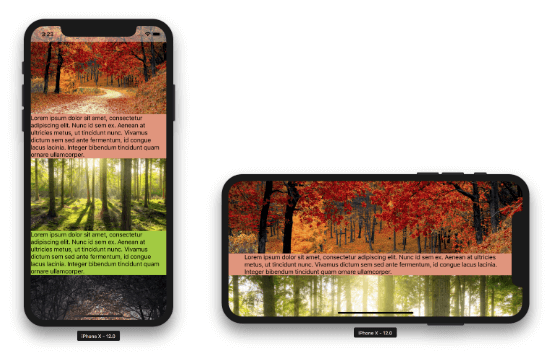 3:23
Lorem ipsum dolor sit amet, consectetur
adipiscing elit. Nunc id sem ex. Aenean at
ultricies metus, ut tincidunt nunc. Vivamus
dictum sem sed ante fermentum, id congue
lacus lacinia. Integer bibendum tincidunt quam
ornare ullamcorper.
Lorem ipsum dolor sit amet, consectetur
adipiscing elit. Nunc id sem ex. Aenean at
ultricies metus, ut tincidunt nunc. Vivamus
dictum sem sed ante fermentum, id congue
lacus lacinia. Integer bibendum tincidunt quam
ornare ullamcorper.
iPhone X - 12.0
Lorem ipsum dolor sit amet, consectetur adipiscing elit. Nunc id sem ex. Aenean at ultricies
metus, ut tincidunt nunc. Vivamus dictum sem sed ante fermentum, id congue lacus lacinia.
Integer bibendum tincidunt quam ornare ullamcorper.
iPhone X - 12.0